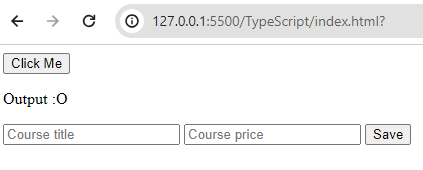 127.0.0.1:5500/TypeScript/index.html?
Click Me
Output :O
Course title Course price Save